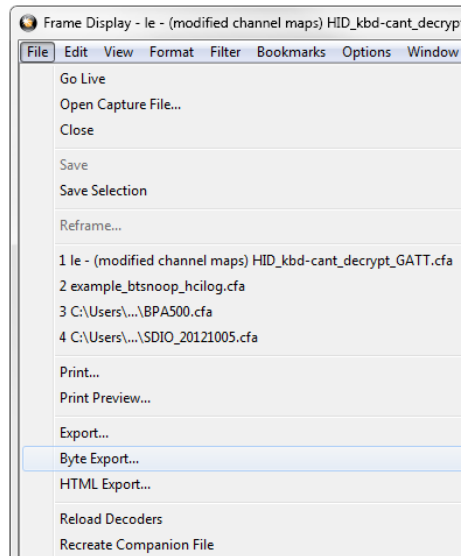 Frame Display - le - (modified channel maps) HID_kbd-cant_decryp
File Edit View Format Filter Bookmarks Options Window
Go Live
Open Capture File...
Close
Save
Save Selection
Reframe...
1 le - (modified channel maps) HID_kbd-cant_decrypt_GATT.cfa
2 example_btsnoop_hcilog.cfa
3 C:\Users\...\BPA500.cfa
4 C:\Users\...\SDIO_20121005.cfa
Print...
Print Preview...
Export...
Byte Export...
HTML Export...
Reload Decoders
Recreate Companion File